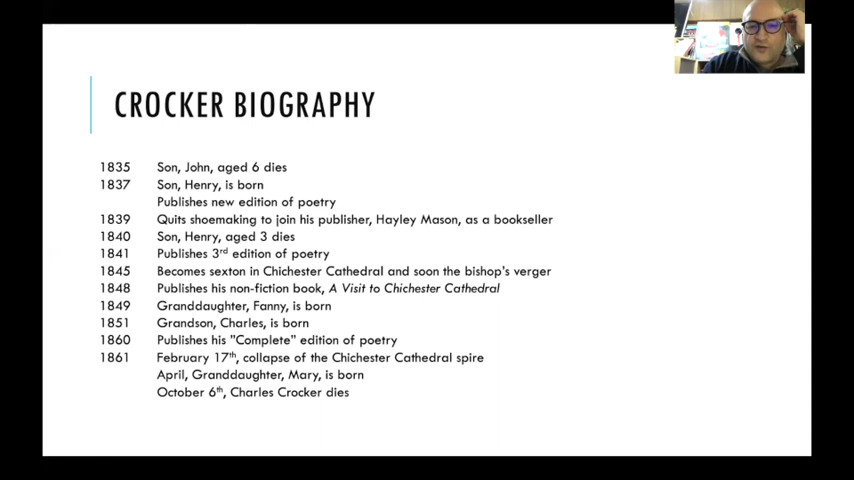 CROCKER BIOGRAPHY
1835 Son, John, aged 6 dies
1837 Son, Henry, is born
Publishes new edition of poetry
1839 Quits shoemaking to join his publisher, Hayley Mason, as a bookseller
1840 Son, Henry, aged 3 dies
1841 Publishes 3rd edition of poetry
1845 Becomes sexton in Chichester Cathedral and soon the bishop's verger
1848 Publishes his non-fiction book, A Visit to Chichester Cathedral
1849 Granddaughter, Fanny, is born
1851 Grandson, Charles, is born
1860 Publishes his "Complete" edition of poetry
1861 February 17th, collapse of the Chichester Cathedral spire
April, Granddaughter, Mary, is born
October 6th, Charles Crocker dies